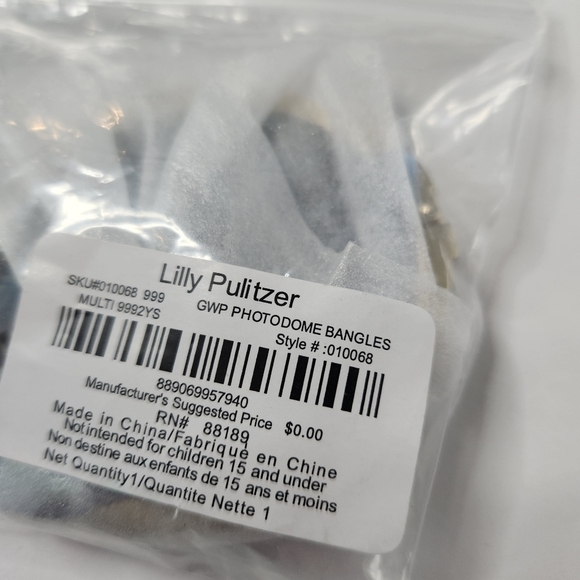 Lilly Pulitzer
SKU#010068 999
GWP PHOTODOME BANGLES
MULTI 9992YS
Style # :010068
889069957940
Manufacturer's Suggested Price $0.00
RN# 88189
Made in China/Fabriqué en Chine
Not intended for children 15 and under
Non destine aux enfants de 15 ans et moins
Net Quantity1/Quantite Nette 1